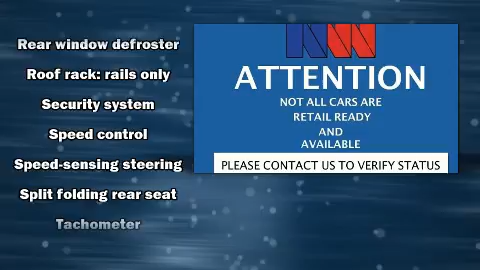 Rear window defroster
Roof rack: rails only
Security system
Speed control
Speed-sensing steering
Split folding rear seat
Tachometer
ATTENTION
NOT ALL CARS ARE
RETAIL READY
AND
AVAILABLE
PLEASE CONTACT US TO VERIFY STATUS